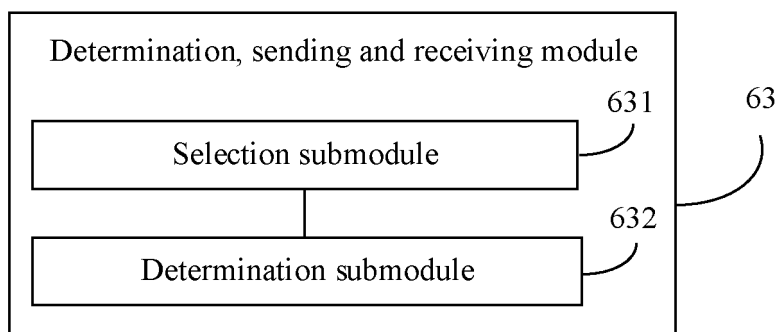 Determination, sending and receiving module
631
63
Selection submodule
632
Determination submodule